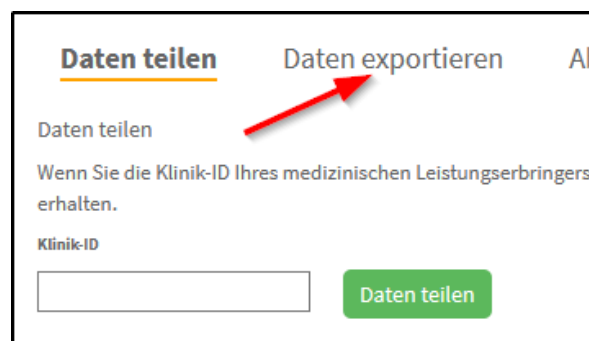 Daten teilen Daten exportieren
Daten teilen
Wenn Sie die Klinik-ID Ihres medizinischen Leistungserbringers
erhalten.
Klinik-ID
Daten teilen